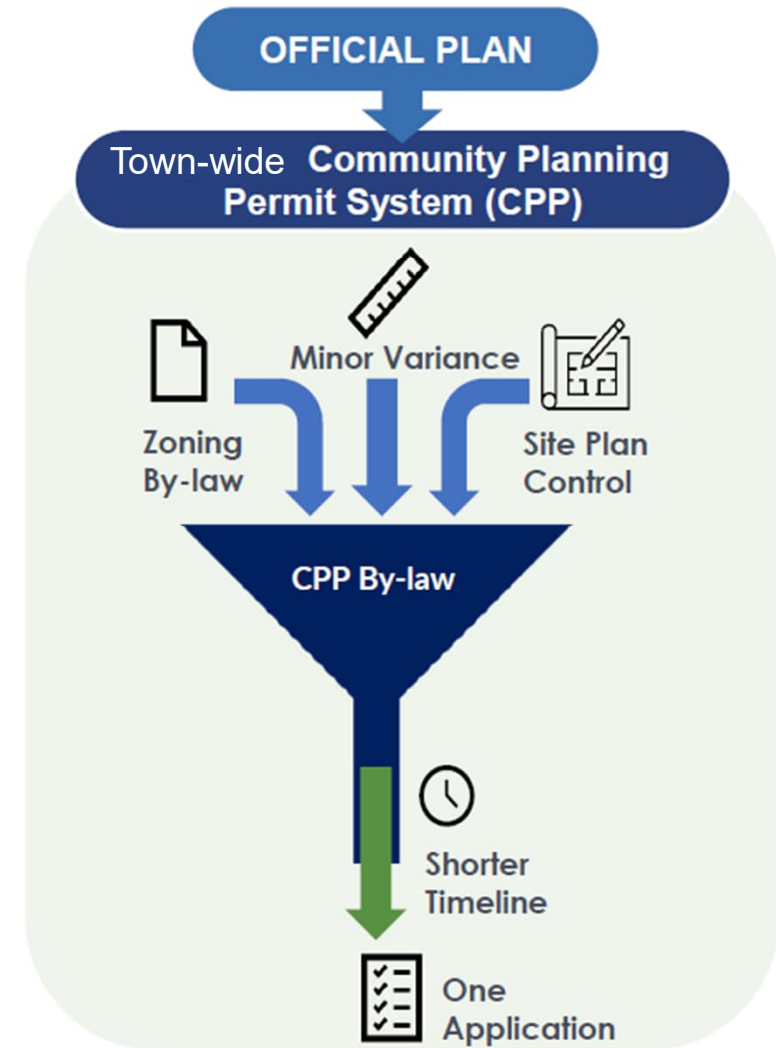 OFFICIAL PLAN
Town-wide Community Planning
Permit System (CPP)
Minor Variance
Zoning
By-law
Site Plan
Control
CPP By-law
Shorter
Timeline
One
Application